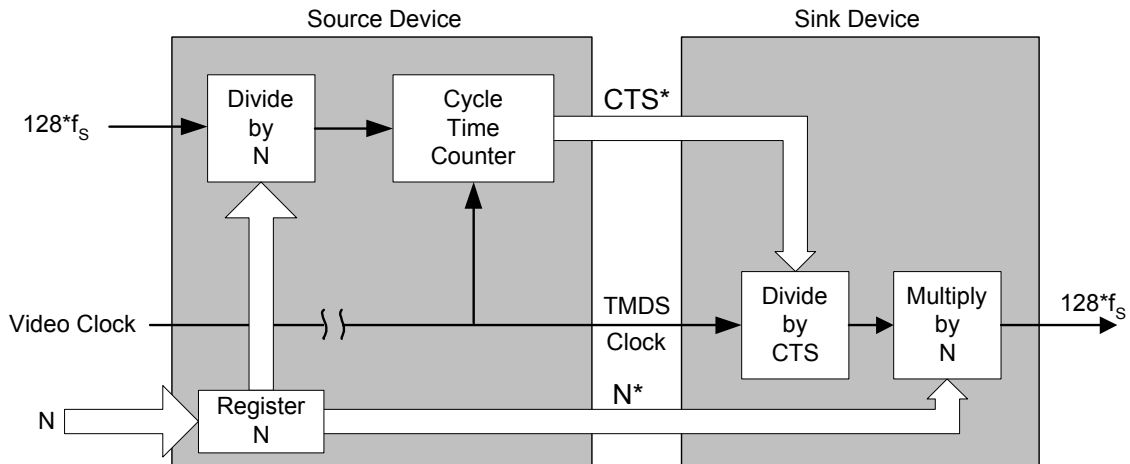 Source Device
Sink Device
128*fS
Divide
by
N
Cycle
Time
Counter
CTS*
Video Clock
TMDS
Clock
Divide
by
CTS
Multiply
by
N
128*fS
N
Register
N
N*